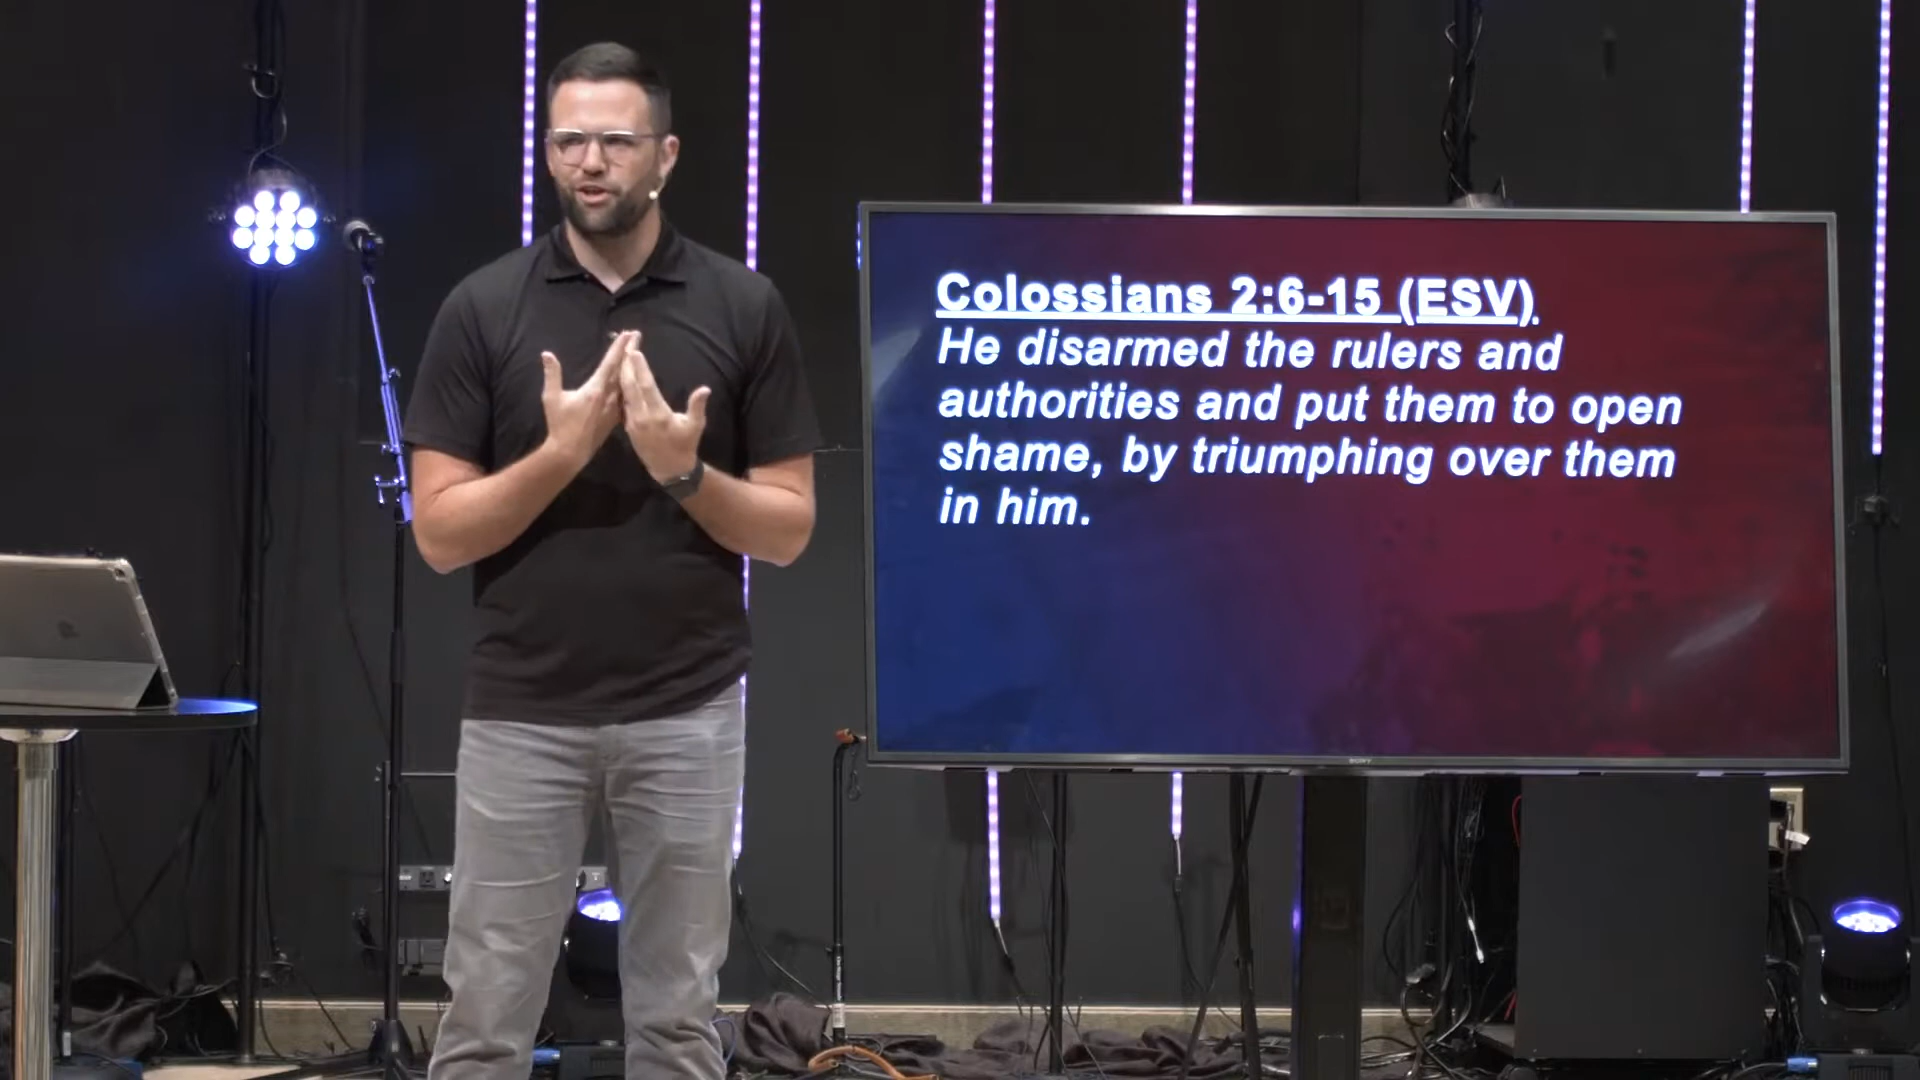 Colossians 2:6-15 (ESV)
He disarmed the rulers and
authorities and put them to open
shame, by triumphing over them
in him.
SONY